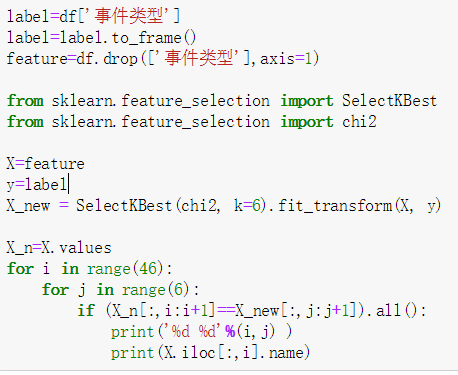 label=df['事件类型']
label=label.to_frame()
feature=df.drop(['事件类型'],axis=1)
from sklearn.feature_selection import SelectKBest
from sklearn.feature_selection import chi2
X=feature
y=label
X_new = SelectKBest(chi2, k=6).fit_transform(X, y)
X_n=X.values
for i in range(46):
    for j in range(6):
        if (X_n[:,i:i+1]==X_new[:,j:j+1]).all():
            print('%d %d'%(i,j) )
            print(X.iloc[:,i].name)